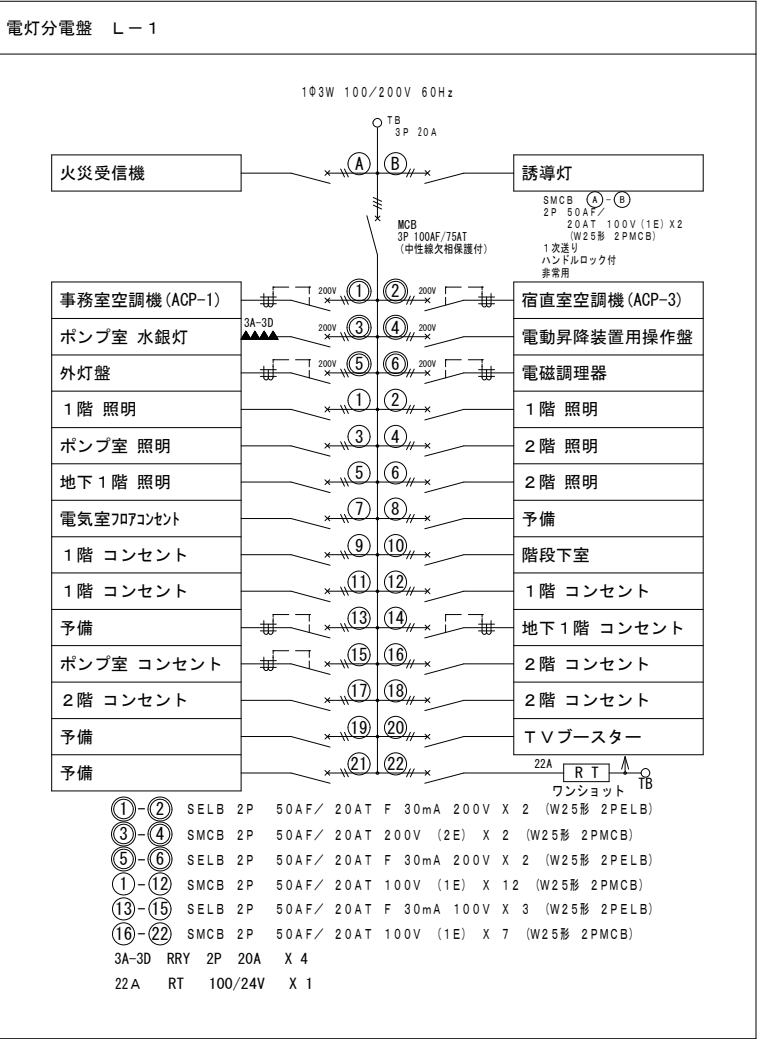 電灯分電盤 L－1
1Φ3W 100/200V 60Hz
TB
3P 20A
火災受信機 A B 誘導灯
SMCB A-B
2P 50AF/
20AT 100V(1E)X2
(W25形 2PMCB)
1次送り
ハンドルロック付
非常用
MCB
3P 100AF/75AT
(中性線欠相保護付)
事務室空調機(ACP-1) 200V 1 2 200V 宿直室空調機(ACP-3)
ポンプ室 水銀灯 3A-3D 200V 3 4 200V 電動昇降装置用操作盤
外灯盤 200V 5 6 200V 電磁調理器
1階 照明 1 2 1階 照明
ポンプ室 照明 3 4 2階 照明
地下1階 照明 5 6 2階 照明
電気室フロアコンセント 7 8 予備
1階 コンセント 9 10 階段下室
1階 コンセント 11 12 1階 コンセント
予備 13 14 地下1階 コンセント
ポンプ室 コンセント 15 16 2階 コンセント
2階 コンセント 17 18 2階 コンセント
予備 19 20 TVブースター
予備 21 22 22A RT TB
ワンショット
①-② SELB 2P 50AF/ 20AT F 30mA 200V X 2 (W25形 2PELB)
③-④ SMCB 2P 50AF/ 20AT 200V (2E) X 2 (W25形 2PMCB)
⑤-⑥ SELB 2P 50AF/ 20AT F 30mA 200V X 2 (W25形 2PELB)
①-⑫ SMCB 2P 50AF/ 20AT 100V (1E) X 12 (W25形 2PMCB)
⑬-⑮ SELB 2P 50AF/ 20AT F 30mA 100V X 3 (W25形 2PELB)
⑯-㉒ SMCB 2P 50AF/ 20AT 100V (1E) X 7 (W25形 2PMCB)
3A-3D RRY 2P 20A X 4
22A RT 100/24V X 1